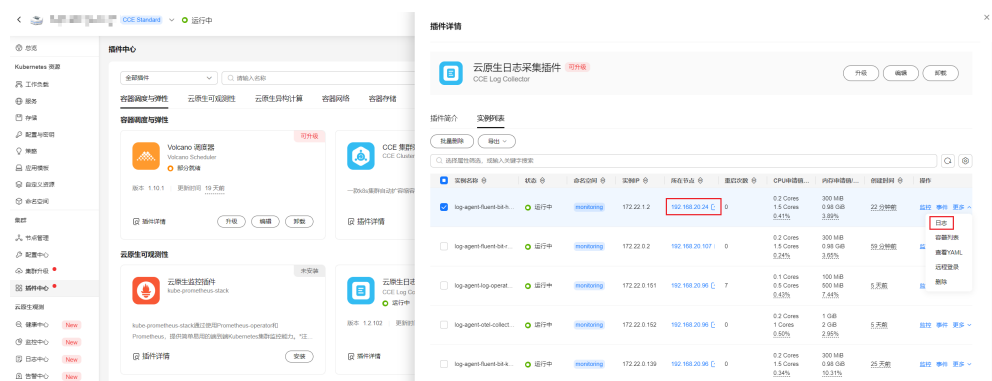 CCE Standard
运行中
总览
Kubernetes 资源
工作负载
服务
存储
配置与密钥
策略
应用模板
自定义资源
命名空间
集群
节点管理
配置中心
集群升级
插件中心
云原生观测
健康中心 New
监控中心 New
日志中心 New
告警中心 New
插件中心
全部插件
请输入名称
容器调度与弹性 云原生可观测性 云原生异构计算 容器网络 容器存储
容器调度与弹性
可升级
Volcano 调度器
Volcano Scheduler
部分就绪
版本 1.10.1 更新时间 19 天前
插件详情 升级 编辑 卸载
CCE 集群
CCE Cluster
一款k8s集群自动扩容缩容
插件详情
云原生可观测性
未安装
云原生监控插件
kube-prometheus-stack
kube-prometheus-stack通过使用Prometheus-operator和
Prometheus，提供简单易用的端到端Kubernetes集群监控能力。
插件详情 安装
云原生日
CCE Log Co
运行中
版本 1.2.102 更新时
插件详情
插件详情
云原生日志采集插件 可升级
CCE Log Collector
升级 编辑 卸载
插件简介 实例列表
批量删除 导出
选择属性筛选，或输入关键字搜索
实例名称 状态 命名空间 实例IP 所在节点 重启次数 CPU申请值... 内存申请值/... 创建时间 操作
log-agent-fluent-bit-h... 运行中 monitoring 172.22.1.2 192.168.20.24 0 0.2 Cores 1.5 Cores 0.41% 300 MiB 0.98 GiB 3.89% 22 分钟前 监控 事件 更多
日志
容器列表
查看YAML
远程登录
删除
log-agent-fluent-bit-r... 运行中 monitoring 172.22.0.2 192.168.20.107 0 0.2 Cores 1.5 Cores 0.24% 300 MiB 0.98 GiB 3.65% 59 分钟前
log-agent-log-operat... 运行中 monitoring 172.22.0.151 192.168.20.96 7 0.1 Cores 0.5 Cores 0.43% 100 MiB 500 MiB 7.44% 5 天前
log-agent-otel-collect... 运行中 monitoring 172.22.0.152 192.168.20.96 0 0.2 Cores 1 Cores 0.50% 1 GiB 2 GiB 2.95% 5 天前 监控 事件 更多
log-agent-fluent-bit-k... 运行中 monitoring 172.22.0.139 192.168.20.96 0 0.2 Cores 1.5 Cores 0.34% 300 MiB 0.98 GiB 10.31% 25 天前 监控 事件 更多